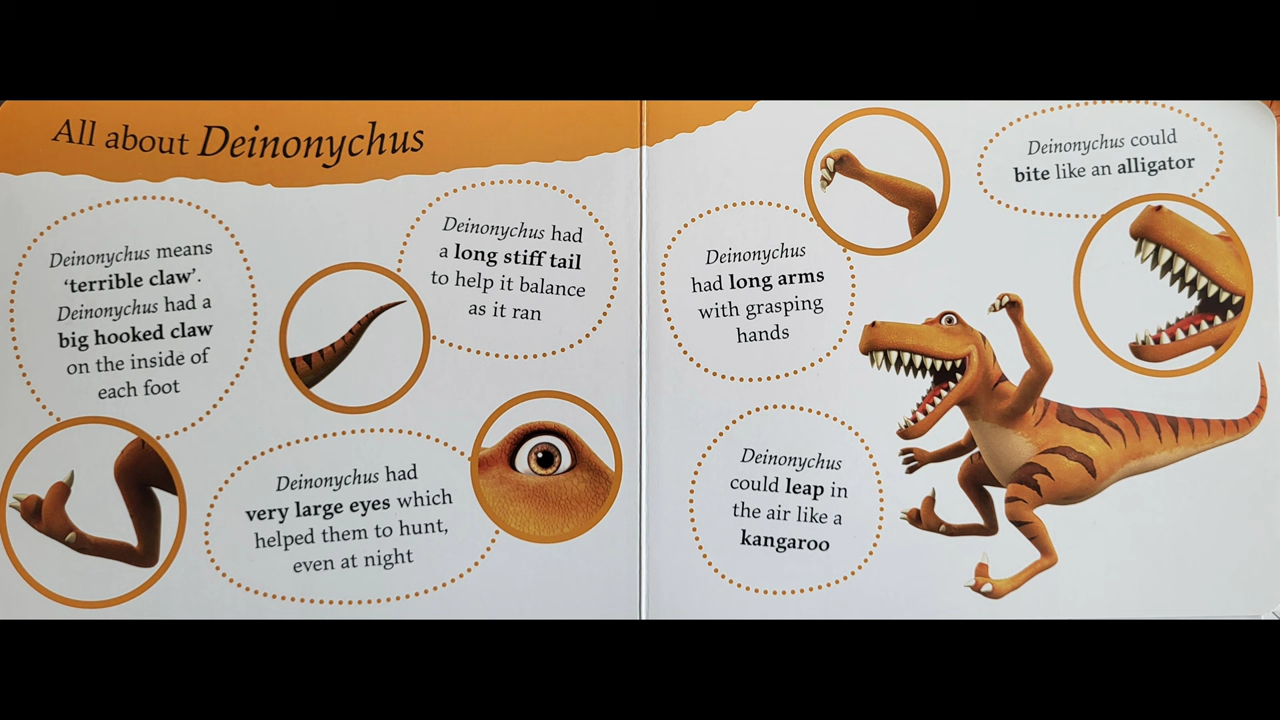 All about Deinonychus
Deinonychus means
‘terrible claw’.
Deinonychus had a
big hooked claw
on the inside of
each foot
Deinonychus had
a long stiff tail
to help it balance
as it ran
Deinonychus had
very large eyes which
helped them to hunt,
even at night
Deinonychus
had long arms
with grasping
hands
Deinonychus could
bite like an alligator
Deinonychus
could leap in
the air like a
kangaroo